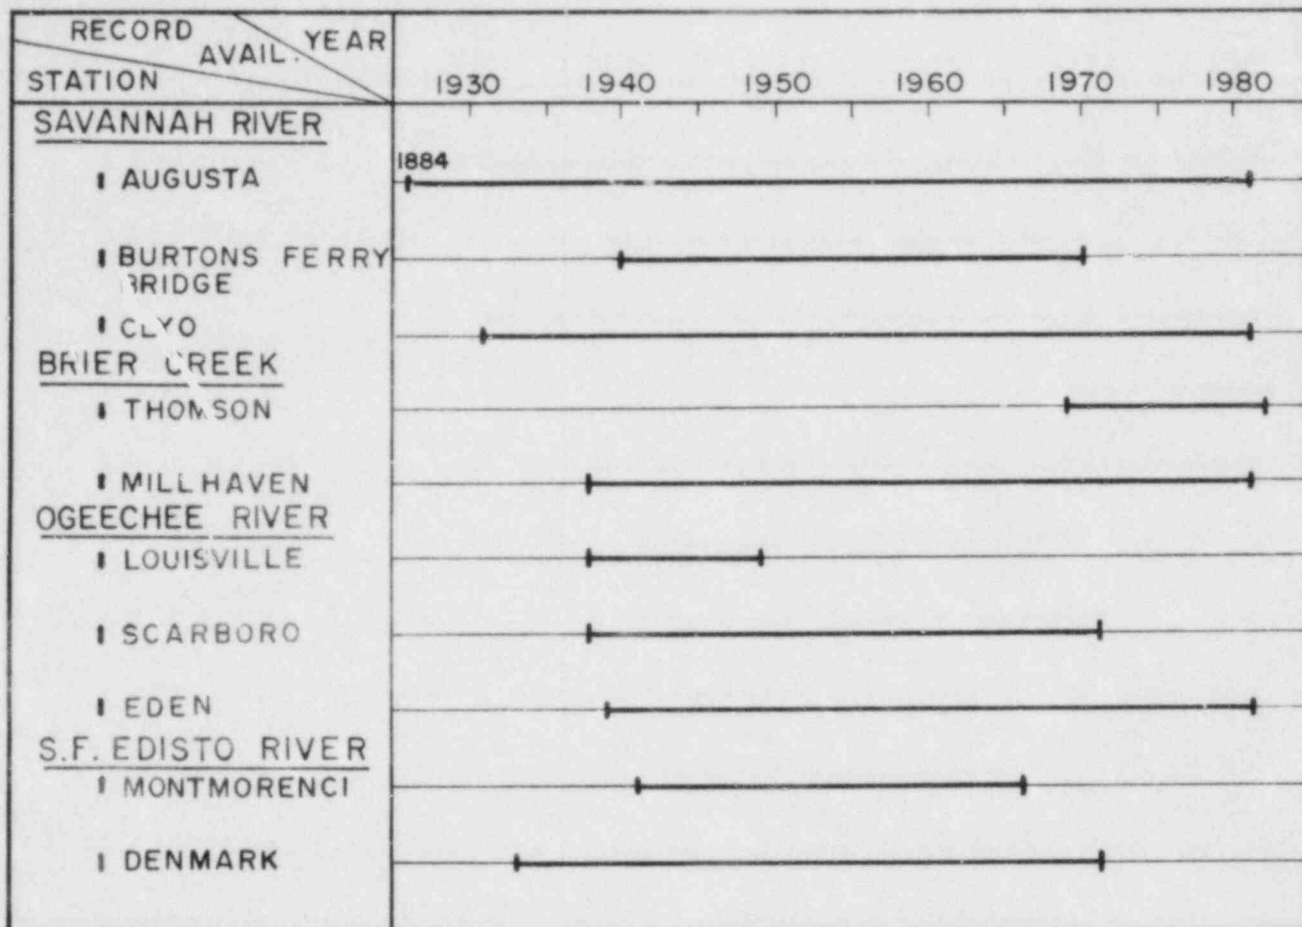 RECORD AVAIL. YEAR
STATION
1930 1940 1950 1960 1970 1980
SAVANNAH RIVER
AUGUSTA
1884
BURTONS FERRY
BRIDGE
CLYO
BRIER CREEK
THOMSON
MILLHAVEN
OGEECHEE RIVER
LOUISVILLE
SCARBORO
EDEN
S.F. EDISTO RIVER
MONTMORENCI
DENMARK